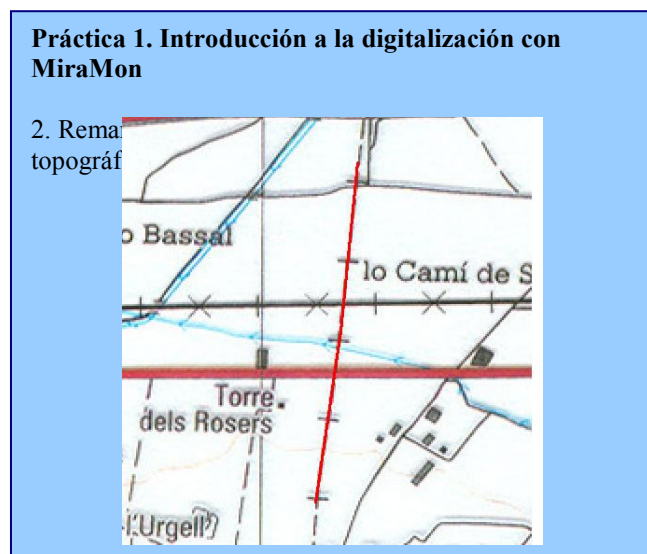 Práctica 1. Introducción a la digitalización con
MiraMon
2. Remar
topográf
o Bassal
lo Camí de S
Torre
dels Rosers
l'Urgell